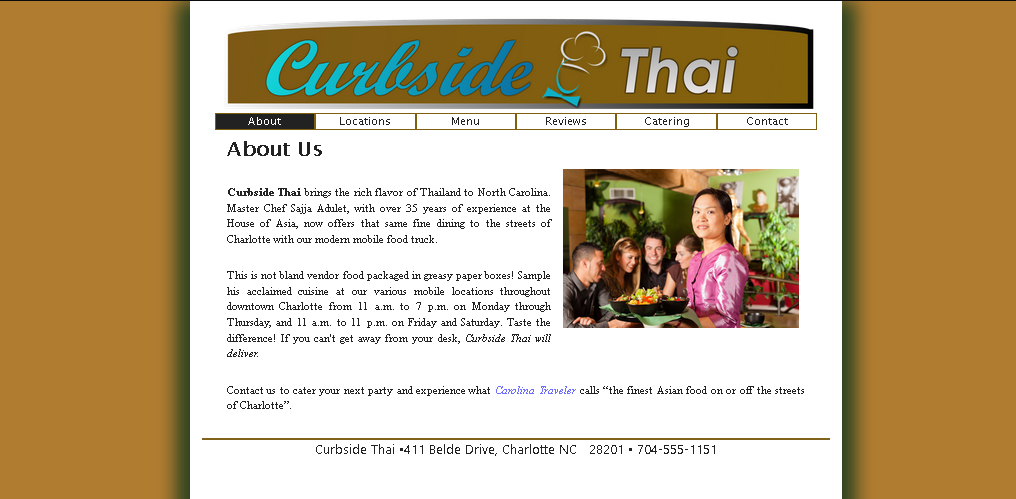 Curbside Thai
About Locations Menu Reviews Catering Contact
About Us
Curbside Thai brings the rich flavor of Thailand to North Carolina.
Master Chef Sajja Adulet, with over 35 years of experience at the
House of Asia, now offers that same fine dining to the streets of
Charlotte with our modern mobile food truck.
This is not bland vendor food packaged in greasy paper boxes! Sample
his acclaimed cuisine at our various mobile locations throughout
downtown Charlotte from 11 a.m. to 7 p.m. on Monday through
Thursday, and 11 a.m. to 11 p.m. on Friday and Saturday. Taste the
difference! If you can't get away from your desk, Curbside Thai will
deliver.
Contact us to cater your next party and experience what Carolina Traveler calls “the finest Asian food on or off the streets
of Charlotte”.
Curbside Thai •411 Belde Drive, Charlotte NC 28201 • 704-555-1151